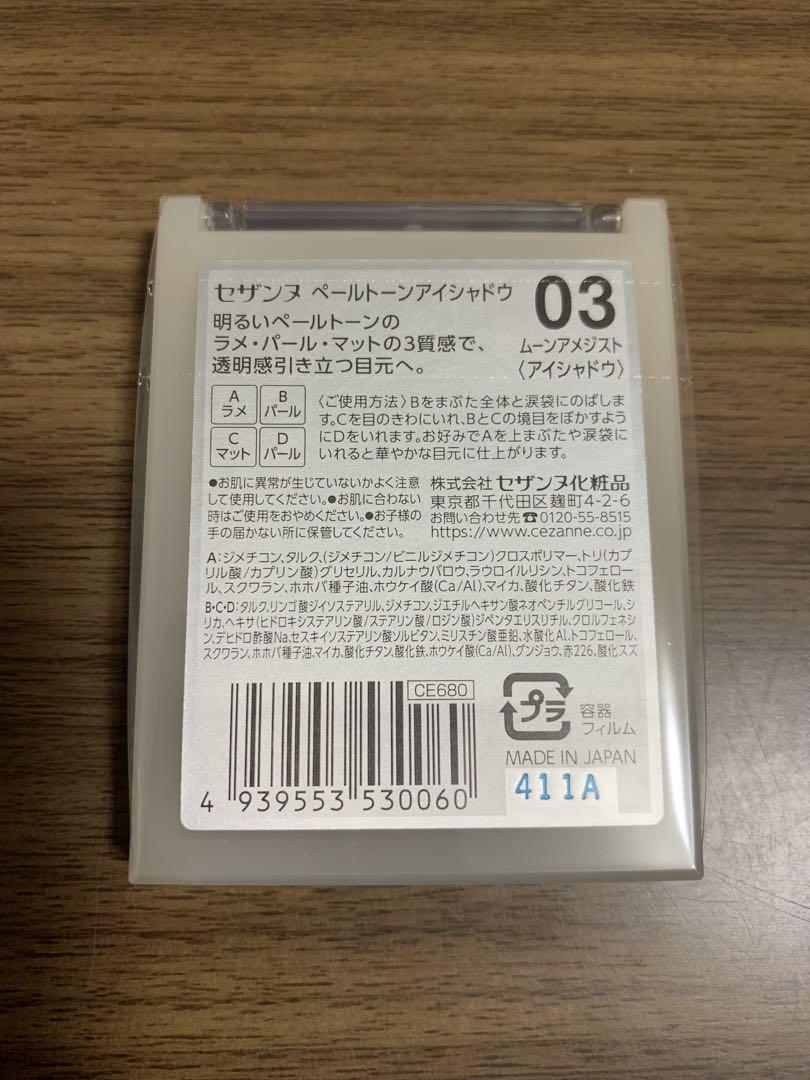 セザンヌ ペールトーンアイシャドウ
03
明るいペールトーンの
ラメ・パール・マットの3質感で、
透明感引き立つ目元へ。
ムーンアメジスト
〈アイシャドウ〉
A
ラメ
B
パール
C
マット
D
パール
〈ご使用方法〉Bをまぶた全体と涙袋にのばしま
す。Cを目のきわにいれ、BとCの境目をぼかすよう
にDをいれます。お好みでAを上まぶたや涙袋に
いれると華やかな目元に仕上がります。
●お肌に異常が生じていないかよく注意
して使用してください。●お肌に合わない
時はご使用をおやめください。●お子様の
手の届かない所に保管してください。
株式会社 セザンヌ化粧品
東京都千代田区麹町4-2-6
お問い合わせ先☎0120-55-8515
https://www.cezanne.co.jp
A:ジメチコン、タルク、(ジメチコン/ビニルジメチコン)クロスポリマー、トリ(カプ
リル酸/カプリン酸)グリセリル、カルナウバロウ、ラウロイルリシン、トコフェロー
ル、スクワラン、ホホバ種子油、ホウケイ酸(Ca/Al)、マイカ、酸化チタン、酸化鉄
B・C・D:タルク、リンゴ酸ジイソステアリル、ジメチコン、ジエチルヘキサン酸ネオペンチルグリコール、シ
リカ、ヘキサ(ヒドロキシステアリン酸/ステアリン酸/ロジン酸)ジペンタエリスリチル、クロルフェネシ
ン、デヒドロ酢酸Na、セスキイソステアリン酸ソルビタン、ミリスチン酸亜鉛、水酸化Al、トコフェロール、
スクワラン、ホホバ種子油、マイカ、酸化チタン、酸化鉄、ホウケイ酸(Ca/Al)、グンジョウ、赤226、酸化スズ
CE680
4 939553 530060
プラ
容器
フィルム
MADE IN JAPAN
411A